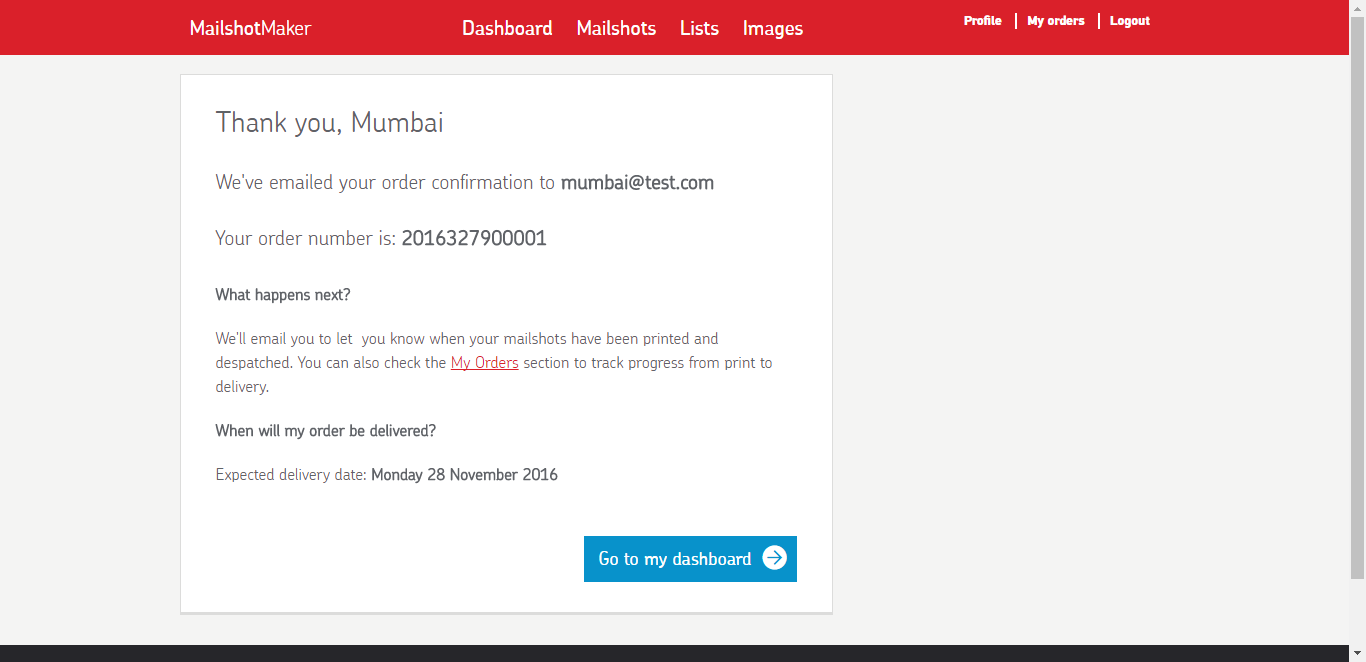 MailshotMaker
Dashboard Mailshots Lists Images
Profile | My orders | Logout
Thank you, Mumbai
We've emailed your order confirmation to mumbai@test.com
Your order number is: 2016327900001
What happens next?
We'll email you to let  you know when your mailshots have been printed and
despatched. You can also check the My Orders section to track progress from print to
delivery.
When will my order be delivered?
Expected delivery date: Monday 28 November 2016
Go to my dashboard